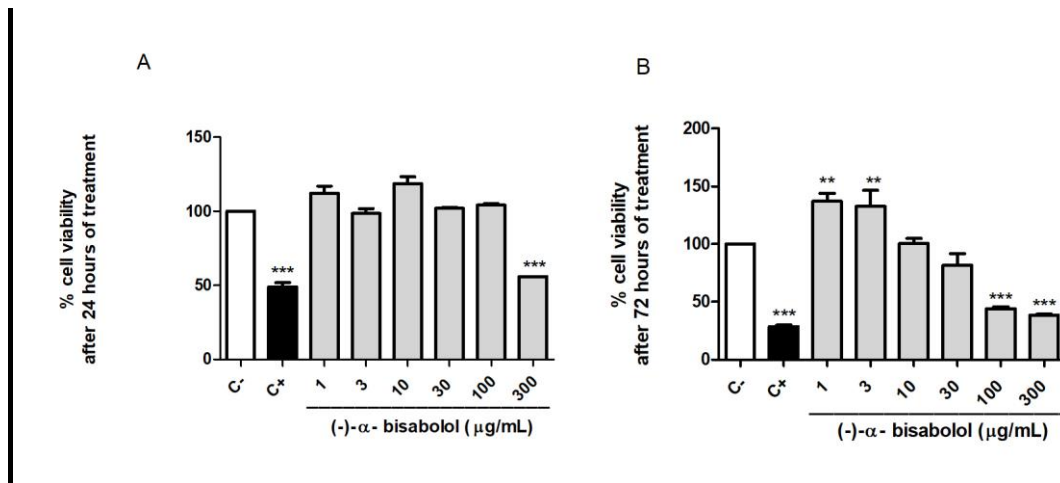 A
% cell viability
after 24 hours of treatment
150
100
50
0
***
***
C-
C+
1
3
10
30
100
300
(-)-α- bisabolol ( μg/mL)
B
% cell viability
after 72 hours of treatment
200
150
100
50
0
***
**
**
***
***
C-
C+
1
3
10
30
100
300
(-)-α- bisabolol (μg/mL)